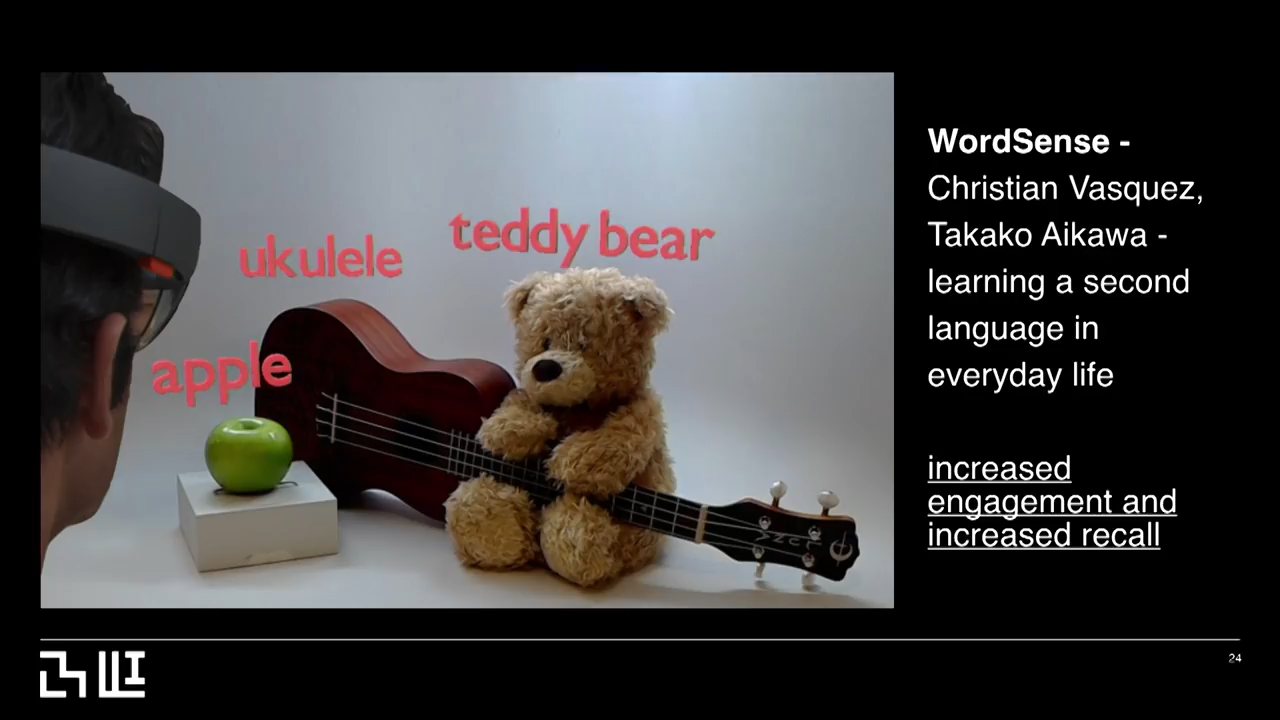 WordSense -
Christian Vasquez,
Takako Aikawa -
learning a second
language in
everyday life
increased
engagement and
increased recall
ukulele
teddy bear
apple
LUNA
24